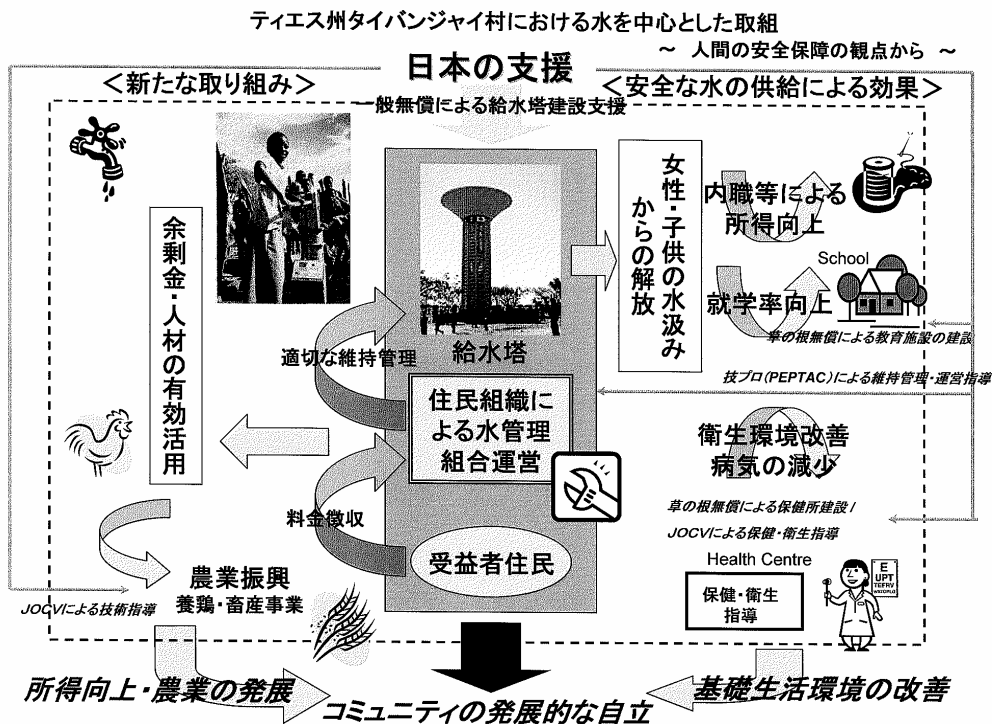 ティエス州タイバンジャイ村における水を中心とした取組
～ 人間の安全保障の観点から ～
日本の支援
＜新たな取り組み＞
＜安全な水の供給による効果＞
一般無償による給水塔建設支援
余剰金・人材の有効活用
適切な維持管理
給水塔
住民組織に
よる水管理
組合運営
料金徴収
受益者住民
女性・子供の水汲み
からの解放
内職等による
所得向上
School
就学率向上
草の根無償による教育施設の建設
技プロ（PEPTAC）による維持管理・運営指導
衛生環境改善
病気の減少
草の根無償による保健所建設/
JOCVによる保健・衛生指導
Health Centre
保健・衛生
指導
E
UPT
農業振興
養鶏・畜産事業
JOCVによる技術指導
所得向上・農業の発展
コミュニティの発展的な自立
基礎生活環境の改善